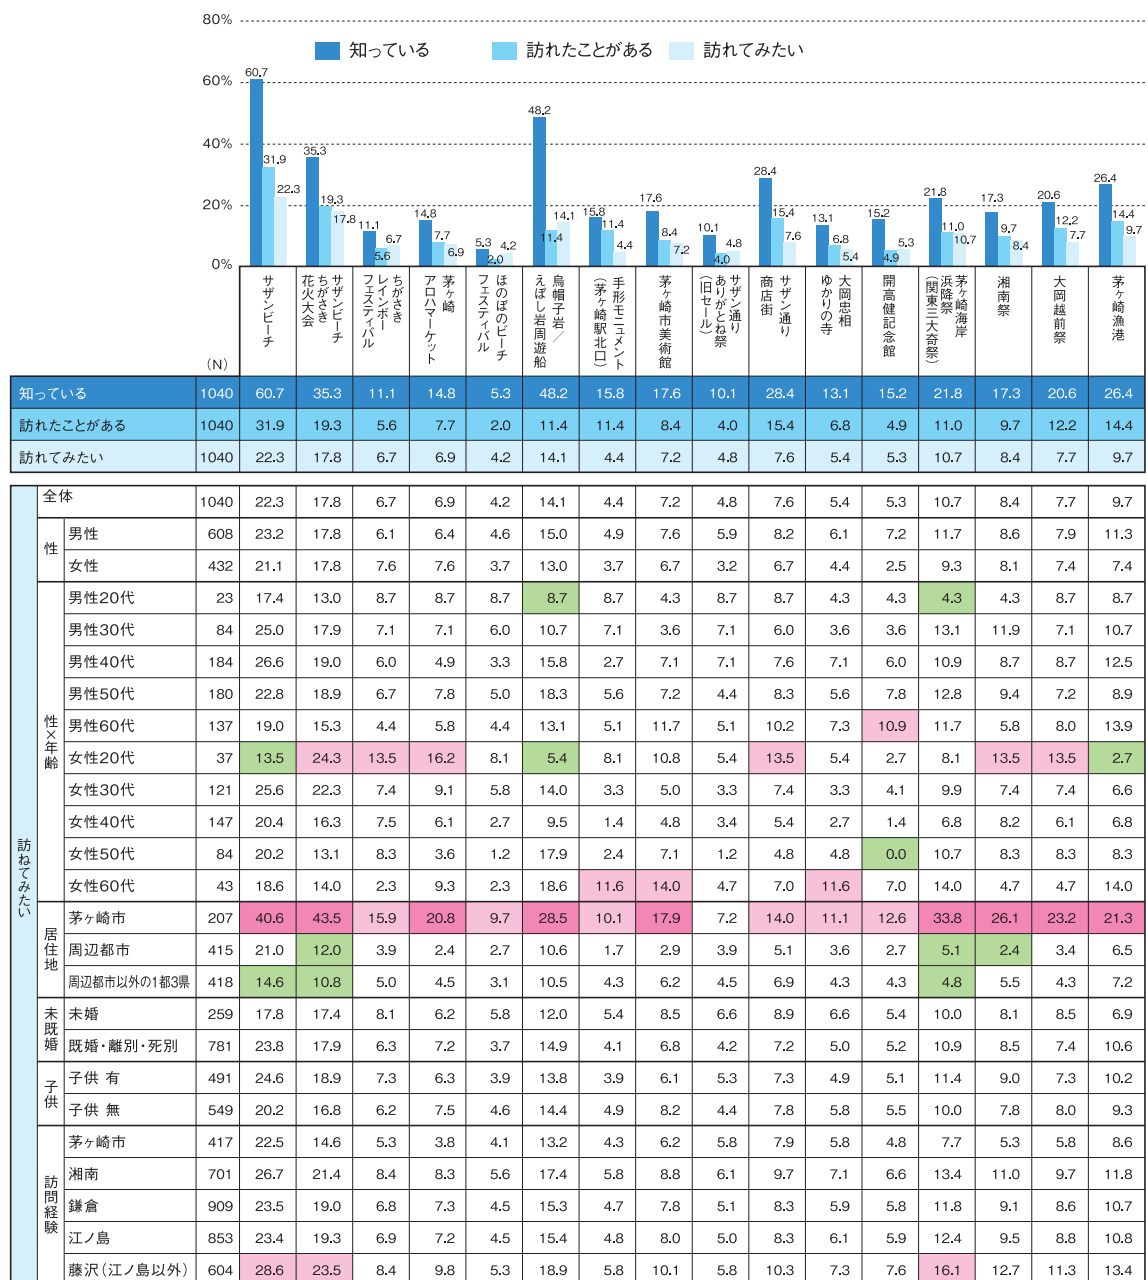 80%
知っている 訪れたことがある 訪れてみたい
60%
40%
20%
0%
60.7 31.9 22.3
35.3 19.3 17.8
11.1 5.6 6.7
14.8 7.7 6.9
5.3 2.0 4.2
48.2 11.4 14.1
15.8 11.4 4.4
17.6 8.4 7.2
10.1 4.0 4.8
28.4 15.4 7.6
13.1 6.8 5.4
15.2 4.9 5.3
21.8 11.0 10.7
17.3 9.7 8.4
20.6 12.2 7.7
26.4 14.4 9.7
(N)
サザンビーチ
サザンビーチ
ちがさき
花火大会
ちがさき
レインボー
フェスティバル
茅ヶ崎
アロハマーケット
ほのぼのビーチ
フェスティバル
烏帽子岩／
えぼし岩周遊船
手形モニュメント
（茅ヶ崎駅北口）
茅ヶ崎市美術館
サザン通り
ありがとね祭
（旧セール）
サザン通り
商店街
大岡忠相
ゆかりの寺
開高健記念館
茅ヶ崎海岸
浜降祭
（関東三大奇祭）
湘南祭
大岡越前祭
茅ヶ崎漁港
知っている 1040 60.7 35.3 11.1 14.8 5.3 48.2 15.8 17.6 10.1 28.4 13.1 15.2 21.8 17.3 20.6 26.4
訪れたことがある 1040 31.9 19.3 5.6 7.7 2.0 11.4 11.4 8.4 4.0 15.4 6.8 4.9 11.0 9.7 12.2 14.4
訪れてみたい 1040 22.3 17.8 6.7 6.9 4.2 14.1 4.4 7.2 4.8 7.6 5.4 5.3 10.7 8.4 7.7 9.7
訪ねてみたい
全体 1040 22.3 17.8 6.7 6.9 4.2 14.1 4.4 7.2 4.8 7.6 5.4 5.3 10.7 8.4 7.7 9.7
性
男性 608 23.2 17.8 6.1 6.4 4.6 15.0 4.9 7.6 5.9 8.2 6.1 7.2 11.7 8.6 7.9 11.3
女性 432 21.1 17.8 7.6 7.6 3.7 13.0 3.7 6.7 3.2 6.7 4.4 2.5 9.3 8.1 7.4 7.4
性×年齢
男性20代 23 17.4 13.0 8.7 8.7 8.7 8.7 8.7 4.3 8.7 8.7 4.3 4.3 4.3 4.3 8.7 8.7
男性30代 84 25.0 17.9 7.1 7.1 6.0 10.7 7.1 3.6 7.1 6.0 3.6 3.6 13.1 11.9 7.1 10.7
男性40代 184 26.6 19.0 6.0 4.9 3.3 15.8 2.7 7.1 7.1 7.6 7.1 6.0 10.9 8.7 8.7 12.5
男性50代 180 22.8 18.9 6.7 7.8 5.0 18.3 5.6 7.2 4.4 8.3 5.6 7.8 12.8 9.4 7.2 8.9
男性60代 137 19.0 15.3 4.4 5.8 4.4 13.1 5.1 11.7 5.1 10.2 7.3 10.9 11.7 5.8 8.0 13.9
女性20代 37 13.5 24.3 13.5 16.2 8.1 5.4 8.1 10.8 5.4 13.5 5.4 2.7 8.1 13.5 13.5 2.7
女性30代 121 25.6 22.3 7.4 9.1 5.8 14.0 3.3 5.0 3.3 7.4 3.3 4.1 9.9 7.4 7.4 6.6
女性40代 147 20.4 16.3 7.5 6.1 2.7 9.5 1.4 4.8 3.4 5.4 2.7 1.4 6.8 8.2 6.1 6.8
女性50代 84 20.2 13.1 8.3 3.6 1.2 17.9 2.4 7.1 1.2 4.8 4.8 0.0 10.7 8.3 8.3 8.3
女性60代 43 18.6 14.0 2.3 9.3 2.3 18.6 11.6 14.0 4.7 7.0 11.6 7.0 14.0 4.7 4.7 14.0
居住地
茅ヶ崎市 207 40.6 43.5 15.9 20.8 9.7 28.5 10.1 17.9 7.2 14.0 11.1 12.6 33.8 26.1 23.2 21.3
周辺都市 415 21.0 12.0 3.9 2.4 2.7 10.6 1.7 2.9 3.9 5.1 3.6 2.7 5.1 2.4 3.4 6.5
周辺都市以外の1都3県 418 14.6 10.8 5.0 4.5 3.1 10.5 4.3 6.2 4.5 6.9 4.3 4.3 4.8 5.5 4.3 7.2
未既婚
未婚 259 17.8 17.4 8.1 6.2 5.8 12.0 5.4 8.5 6.6 8.9 6.6 5.4 10.0 8.1 8.5 6.9
既婚・離別・死別 781 23.8 17.9 6.3 7.2 3.7 14.9 4.1 6.8 4.2 7.2 5.0 5.2 10.9 8.5 7.4 10.6
子供
子供 有 491 24.6 18.9 7.3 6.3 3.9 13.8 3.9 6.1 5.3 7.3 4.9 5.1 11.4 9.0 7.3 10.2
子供 無 549 20.2 16.8 6.2 7.5 4.6 14.4 4.9 8.2 4.4 7.8 5.8 5.5 10.0 7.8 8.0 9.3
訪問経験
茅ヶ崎市 417 22.5 14.6 5.3 3.8 4.1 13.2 4.3 6.2 5.8 7.9 5.8 4.8 7.7 5.3 5.8 8.6
湘南 701 26.7 21.4 8.4 8.3 5.6 17.4 5.8 8.8 6.1 9.7 7.1 6.6 13.4 11.0 9.7 11.8
鎌倉 909 23.5 19.0 6.8 7.3 4.5 15.3 4.7 7.8 5.1 8.3 5.9 5.8 11.8 9.1 8.6 10.7
江ノ島 853 23.4 19.3 6.9 7.2 4.5 15.4 4.8 8.0 5.0 8.3 6.1 5.9 12.4 9.5 8.8 10.8
藤沢（江ノ島以外） 604 28.6 23.5 8.4 9.8 5.3 18.9 5.8 10.1 5.8 10.3 7.3 7.6 16.1 12.7 11.3 13.4